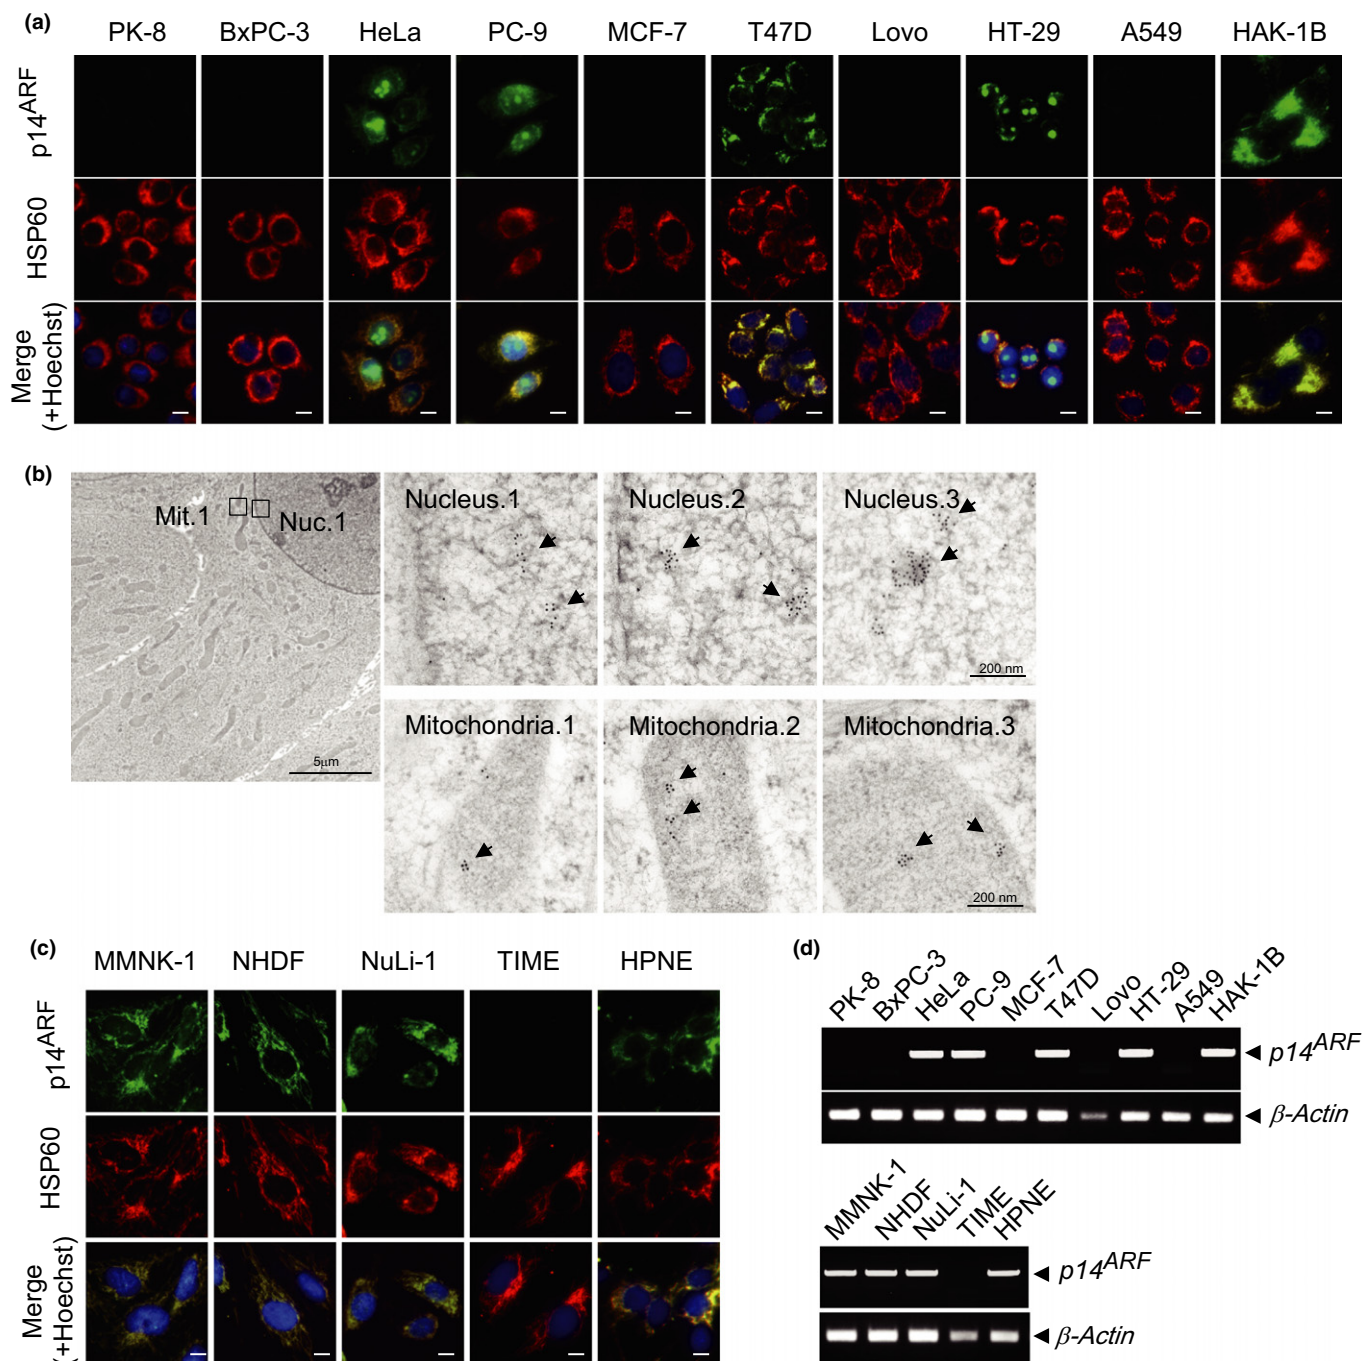 (a)
PK-8 BxPC-3 HeLa PC-9 MCF-7 T47D Lovo HT-29 A549 HAK-1B
p14ARF
HSP60
Merge
(+Hoechst)
(b)
Mit.1
Nuc.1
5μm
Nucleus.1
Nucleus.2
Nucleus.3
200 nm
Mitochondria.1
Mitochondria.2
Mitochondria.3
200 nm
(c)
MMNK-1 NHDF NuLi-1 TIME HPNE
p14ARF
HSP60
Merge
(+Hoechst)
(d)
PK-8 BxPC-3 HeLa PC-9 MCF-7 T47D Lovo HT-29 A549 HAK-1B
p14ARF
β-Actin
MMNK-1 NHDF NuLi-1 TIME HPNE
p14ARF
β-Actin